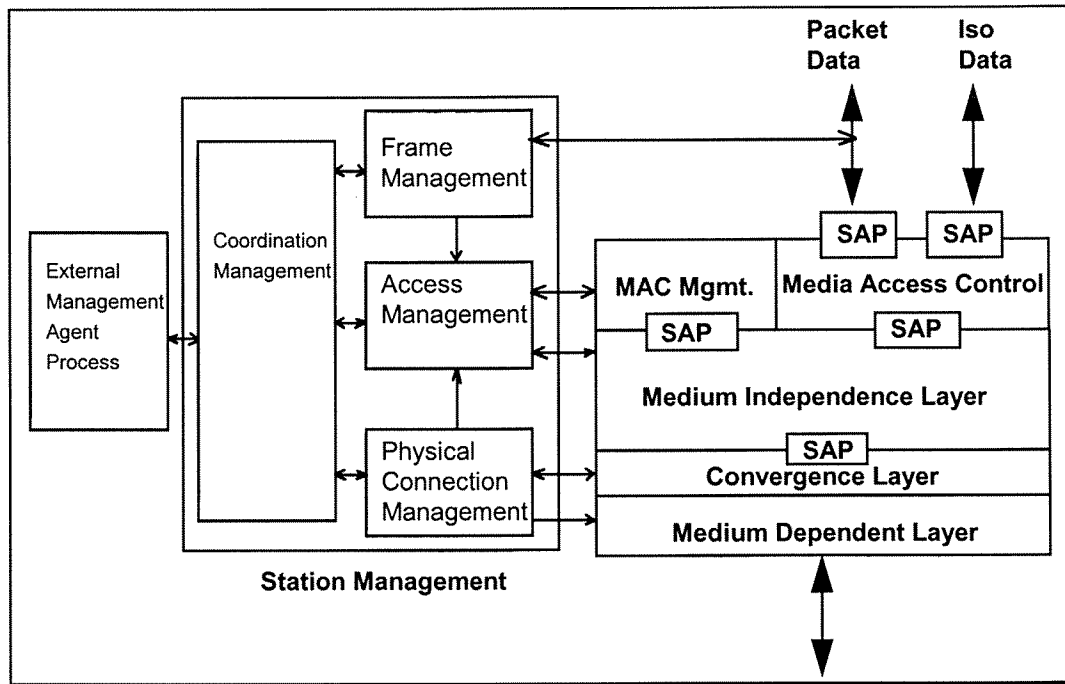 Packet
Data
Iso
Data
Frame
Management
SAP
SAP
Coordination
Management
External
Management
Agent
Process
Access
Management
MAC Mgmt.
Media Access Control
SAP
SAP
Medium Independence Layer
Physical
Connection
Management
SAP
Convergence Layer
Medium Dependent Layer
Station Management